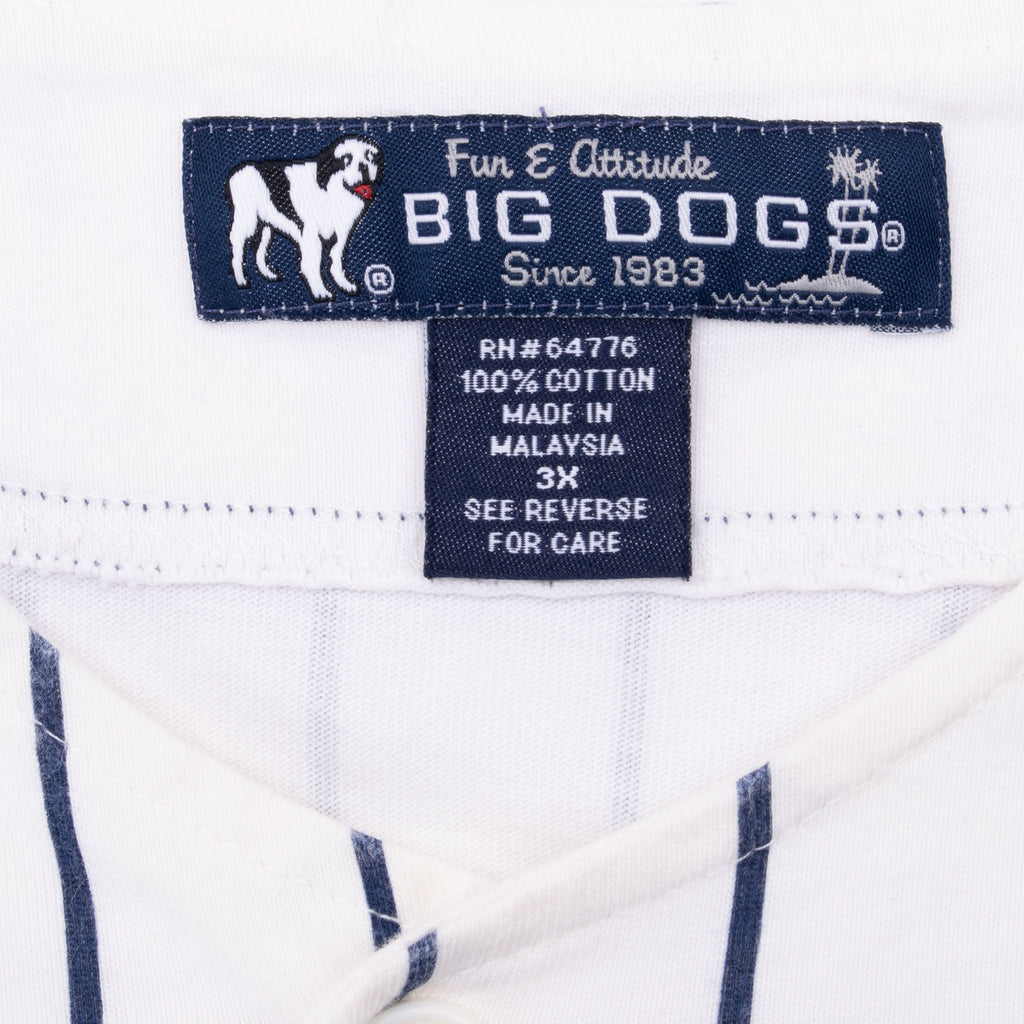 Fun & Attitude
BIG DOGS®
Since 1983
®
RN#64776
100% COTTON
MADE IN
MALAYSIA
3X
SEE REVERSE
FOR CARE